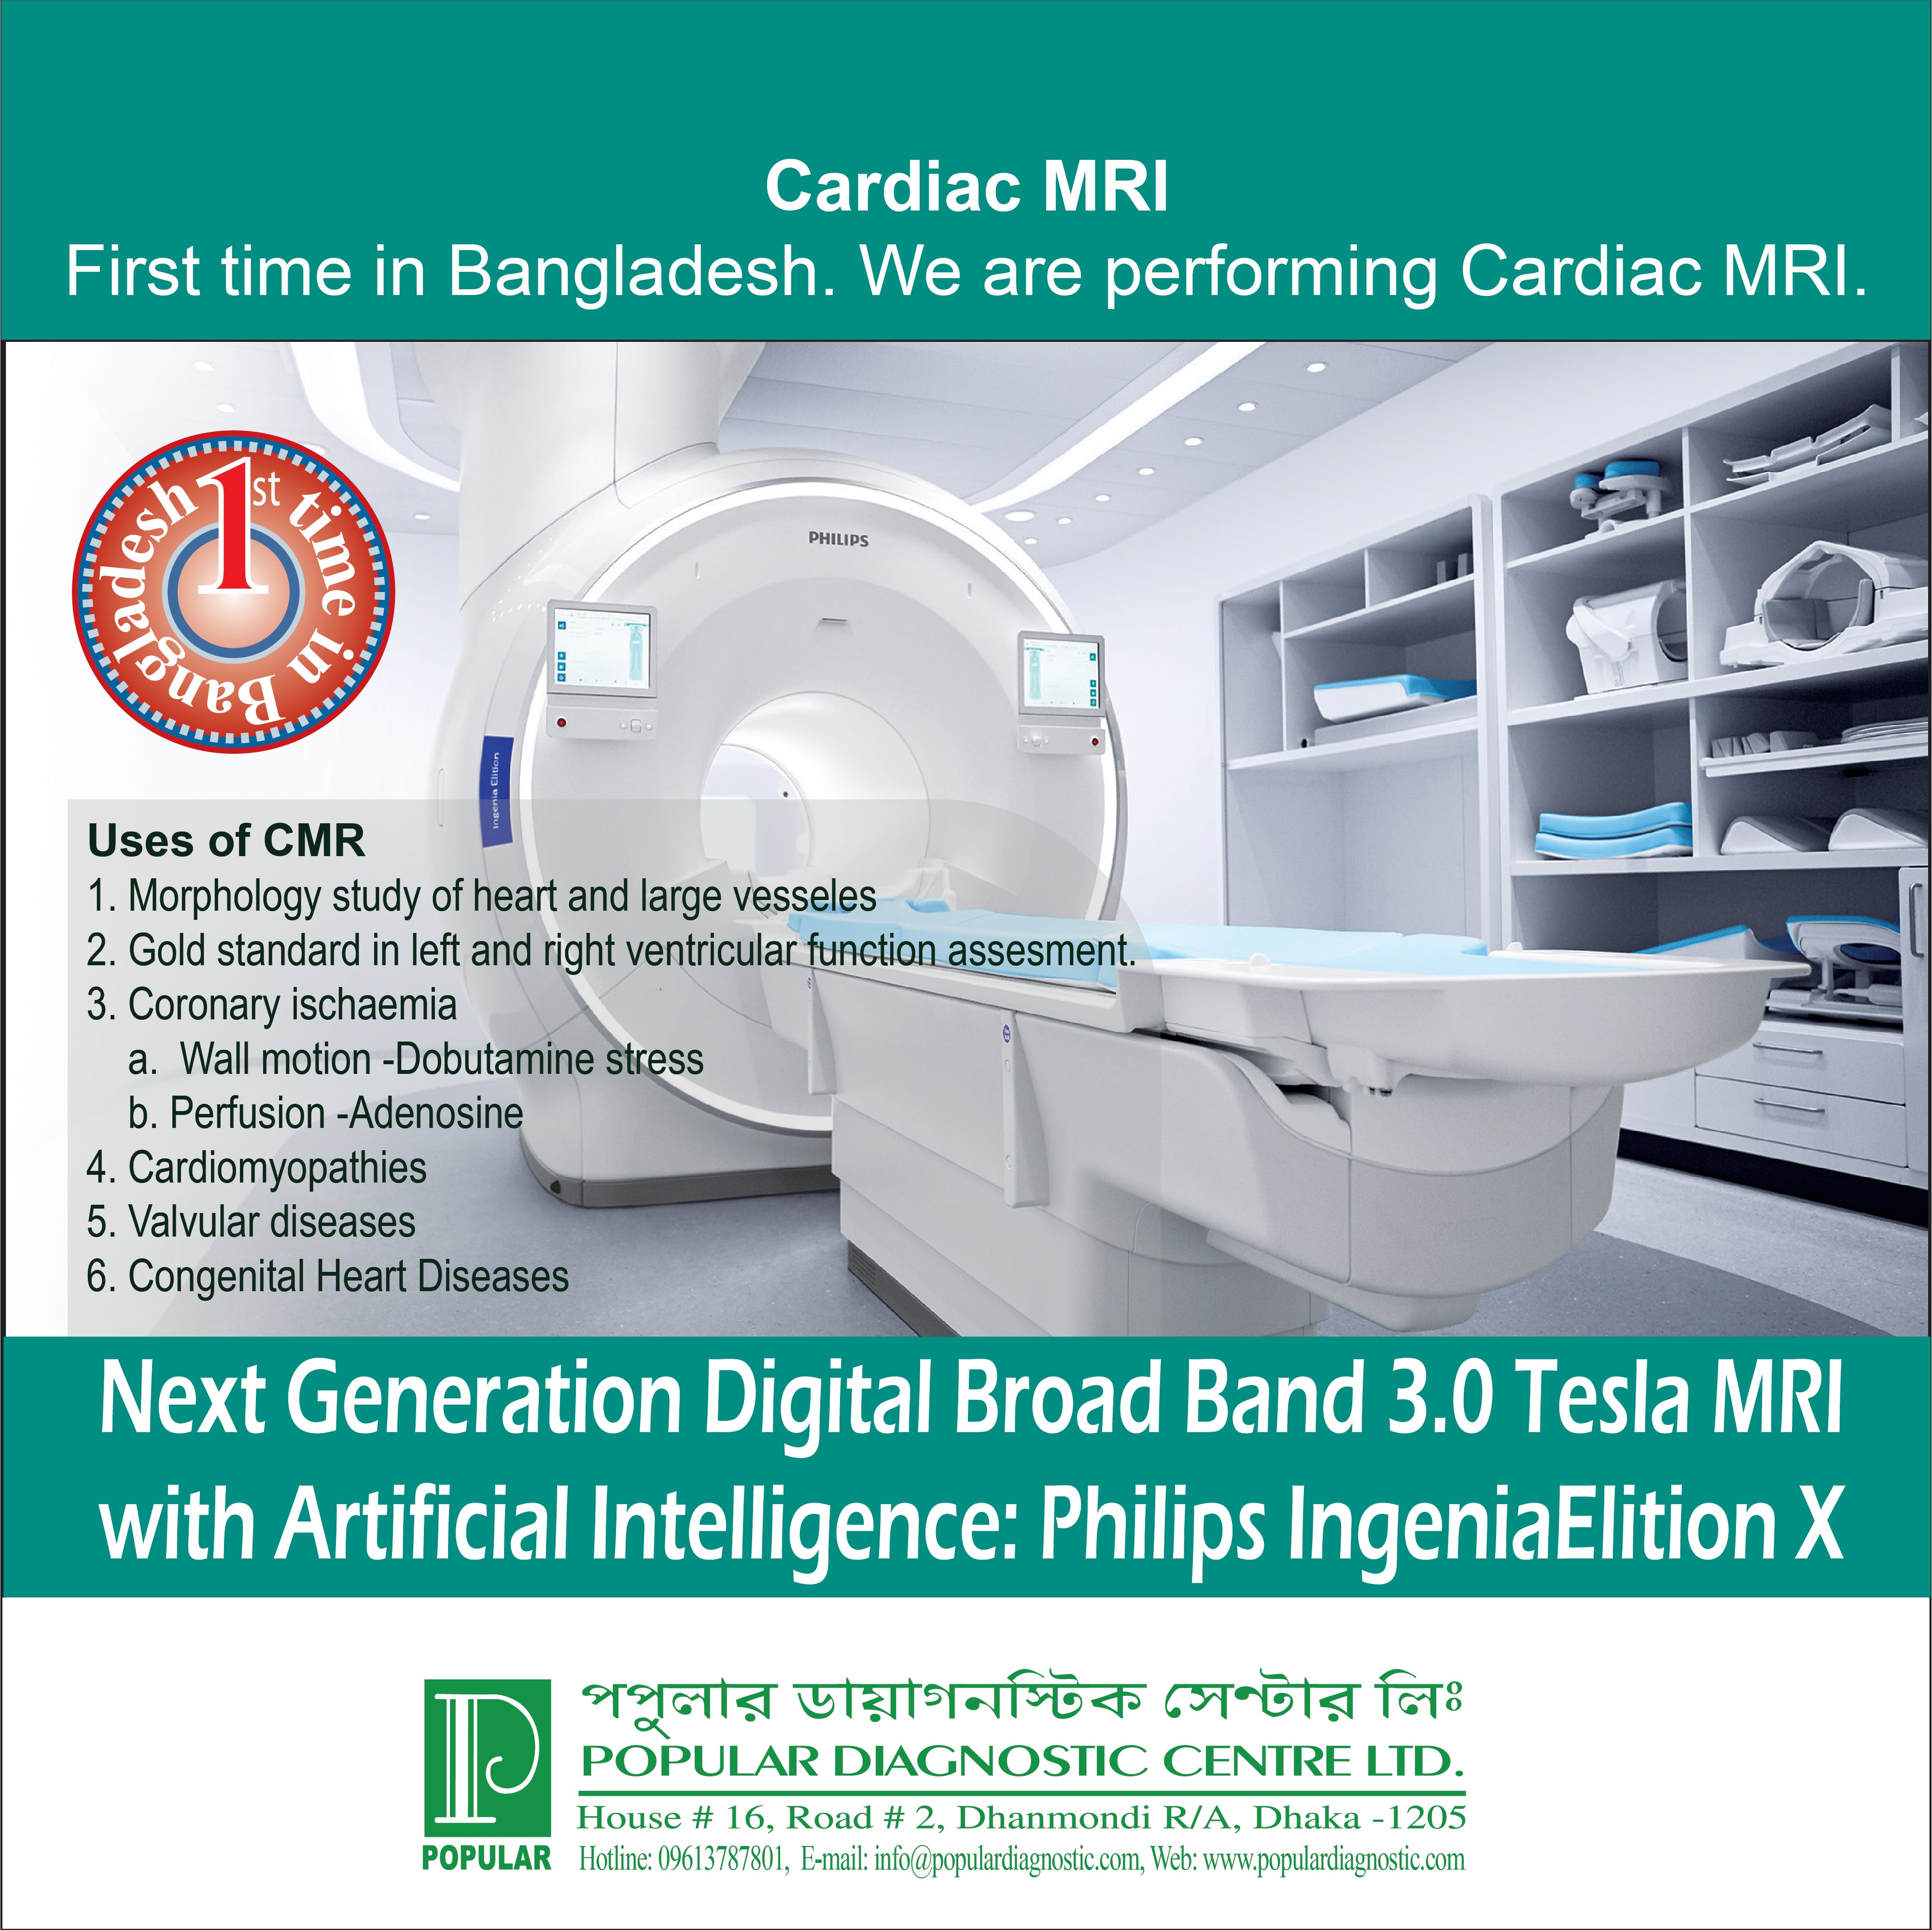 Cardiac MRI
First time in Bangladesh. We are performing Cardiac MRI.
1st time in Bangladesh
PHILIPS
Ingenia Elition
Uses of CMR
1. Morphology study of heart and large vesseles
2. Gold standard in left and right ventricular function assesment.
3. Coronary ischaemia
a. Wall motion -Dobutamine stress
b. Perfusion -Adenosine
4. Cardiomyopathies
5. Valvular diseases
6. Congenital Heart Diseases
Next Generation Digital Broad Band 3.0 Tesla MRI
with Artificial Intelligence: Philips IngeniaElition X
পপুলার ডায়াগনস্টিক সেন্টার লিঃ
POPULAR DIAGNOSTIC CENTRE LTD.
House # 16, Road # 2, Dhanmondi R/A, Dhaka -1205
POPULAR
Hotline: 09613787801, E-mail: info@populardiagnostic.com, Web: www.populardiagnostic.com